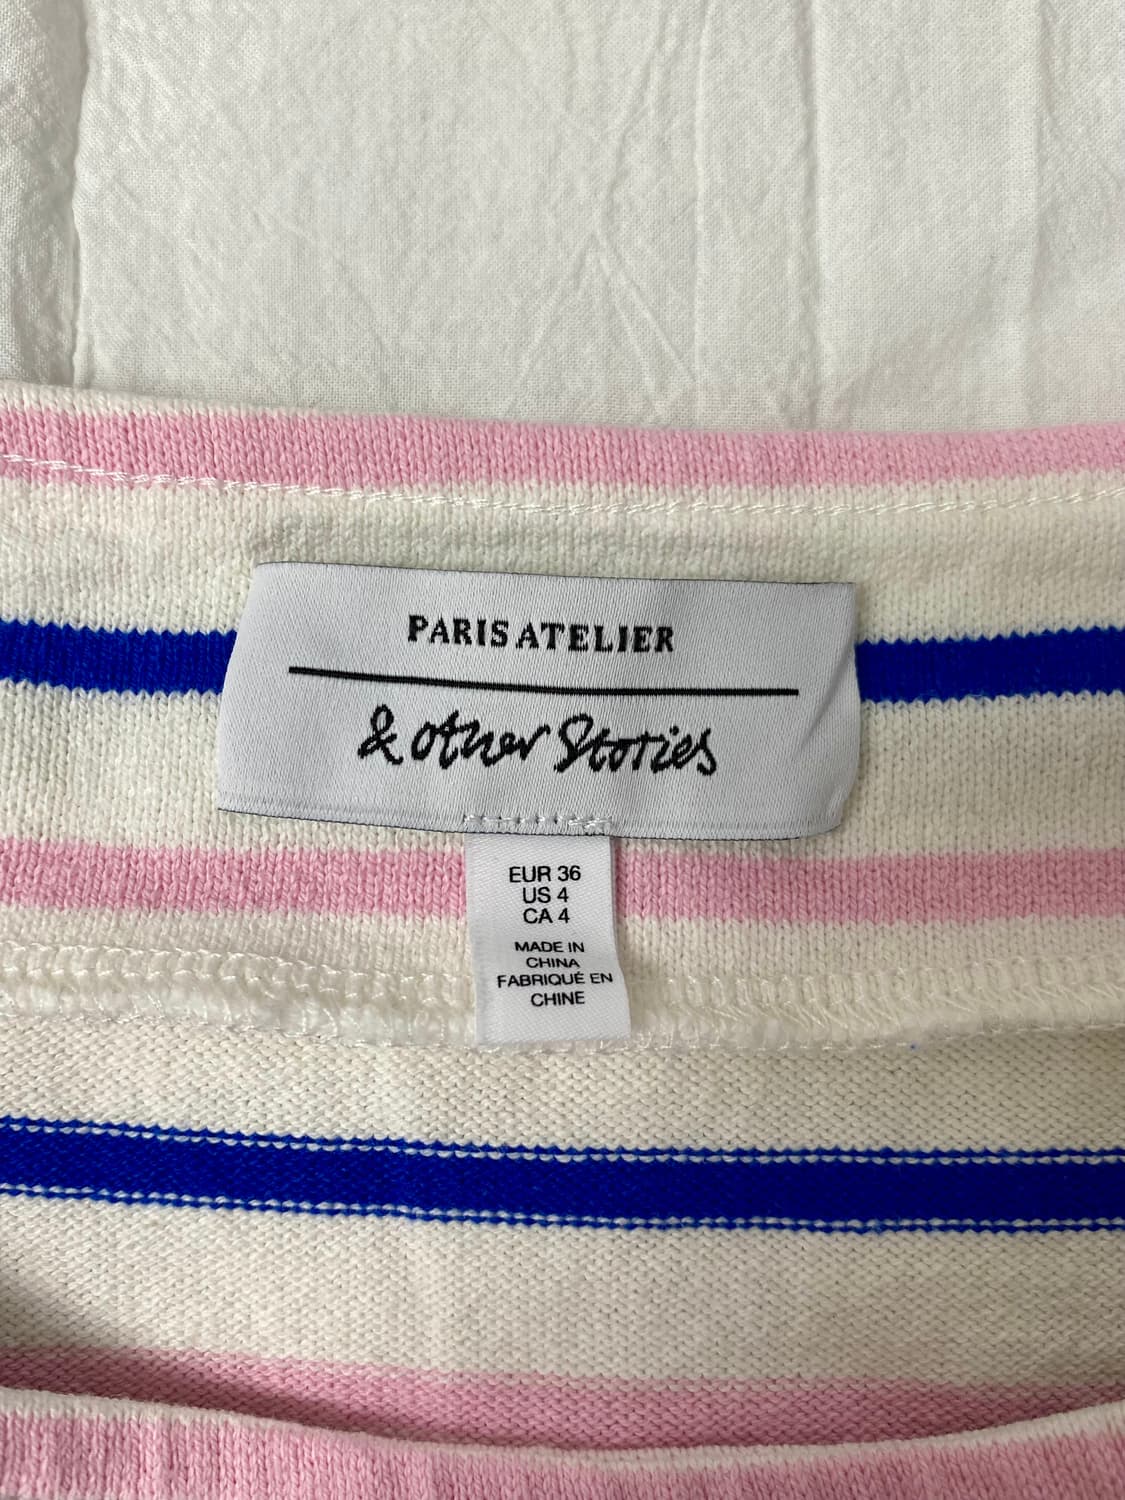 PARIS ATELIER
& other Stories
EUR 36
US 4
CA 4
MADE IN
CHINA
FABRIQUÉ EN
CHINE